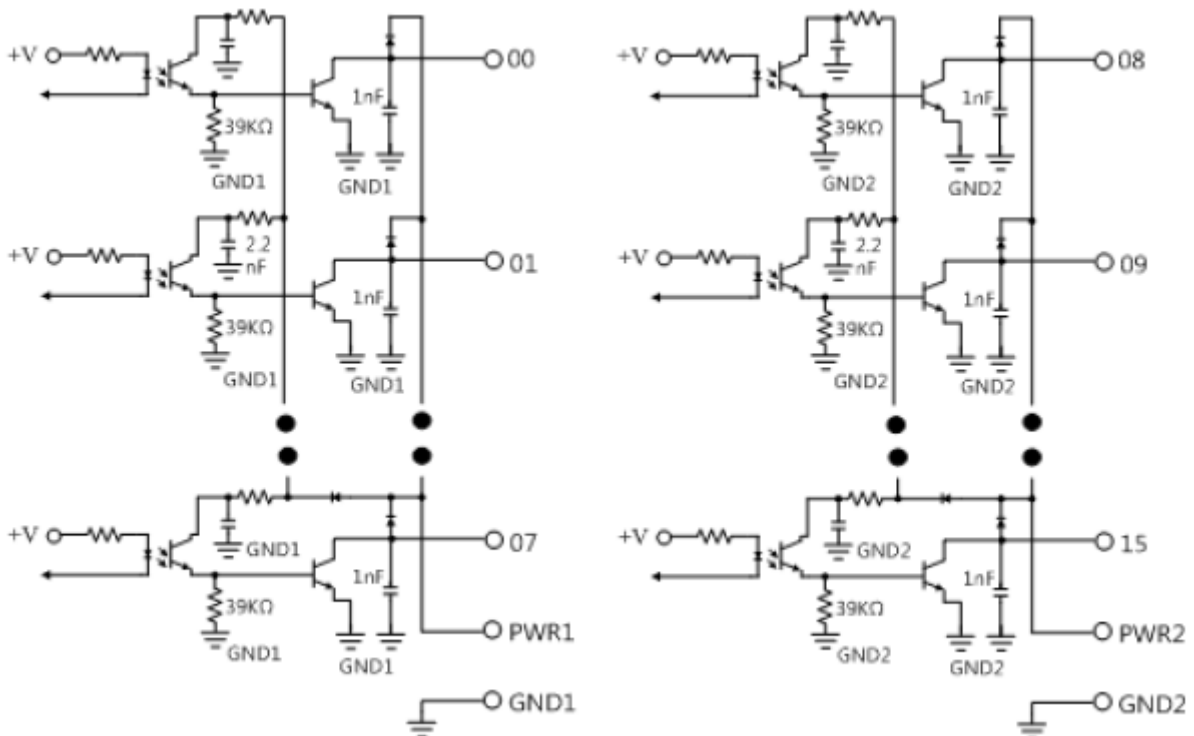 +V
00
1nF
39KΩ
GND1
GND1
+V
2.2
nF
01
1nF
39KΩ
GND1
GND1
+V
GND1
07
1nF
39KΩ
GND1
GND1
PWR1
GND1
+V
08
1nF
39KΩ
GND2
GND2
+V
2.2
nF
09
1nF
39KΩ
GND2
GND2
+V
GND2
15
1nF
39KΩ
GND2
GND2
PWR2
GND2